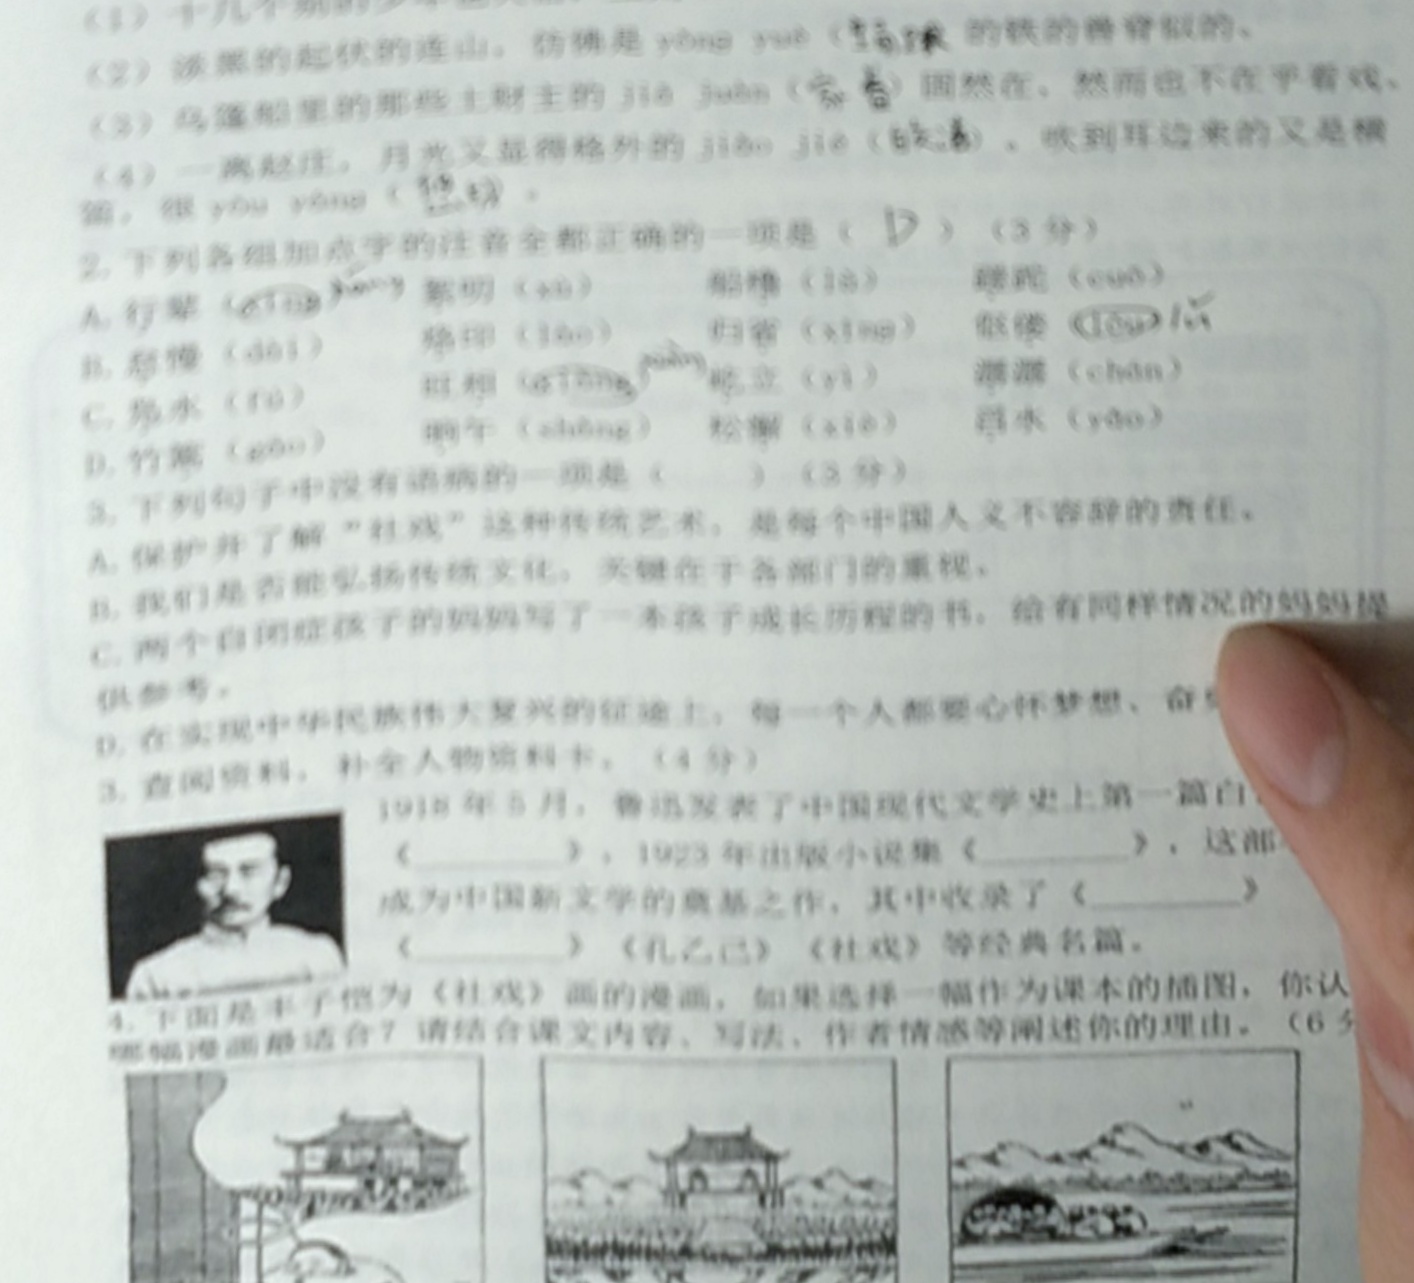 (2) 淡黑的起伏的连山，仿佛是 yǒng yuè（踊跃 的铁的兽脊似的、
(3) 乌篷船里的那些土财主的 jiā juàn（家眷）固然在，然而也不在乎看戏、
(4) 一离赵庄，月光又显得格外的 jiǎo jié（皎洁）。吹到耳边来的又是横
笛，很 yōu yáng（悠扬）。
2. 下列各组加点字的注音全都正确的一项是（ D ）（3 分）
A. 行辈（xíng）háng 絮叨（xù） 船橹（lǔ） 蹉跎（cuō）
B. 怠慢（dài） （lào） 归省（xǐng） 伛偻（lóu）lǚ
C. 凫水（fú） （ ） 屹立（yì） 潺潺（chán）
D. 竹篙（gāo） 晌午（shǎng） 松懈（xiè） 舀水（yǎo）
3. 下列句子中没有语病的一项是（ ）（3 分）
A. 保护并了解“社戏”这种传统艺术，是每个中国人义不容辞的责任。
B. 我们是否能弘扬传统文化，关键在于各部门的重视。
C. 两个自闭症孩子的妈妈写了一本孩子成长历程的书，给有同样情况的妈妈提
供参考。
D. 在实现中华民族伟大复兴的征途上，每一个人都要心怀梦想、奋
3. 查阅资料，补全人物资料卡。（4 分）
1918 年 5 月，鲁迅发表了中国现代文学史上第一篇白
《________》，1923 年出版小说集《________》，这部
成为中国新文学的奠基之作，其中收录了《________》
《________》《孔乙己》《社戏》等经典名篇。
4. 下面是丰子恺为《社戏》画的漫画，如果选择一幅作为课本的插图，你认
哪幅漫画最适合？请结合课文内容、写法、作者情感等阐述你的理由。（6 分